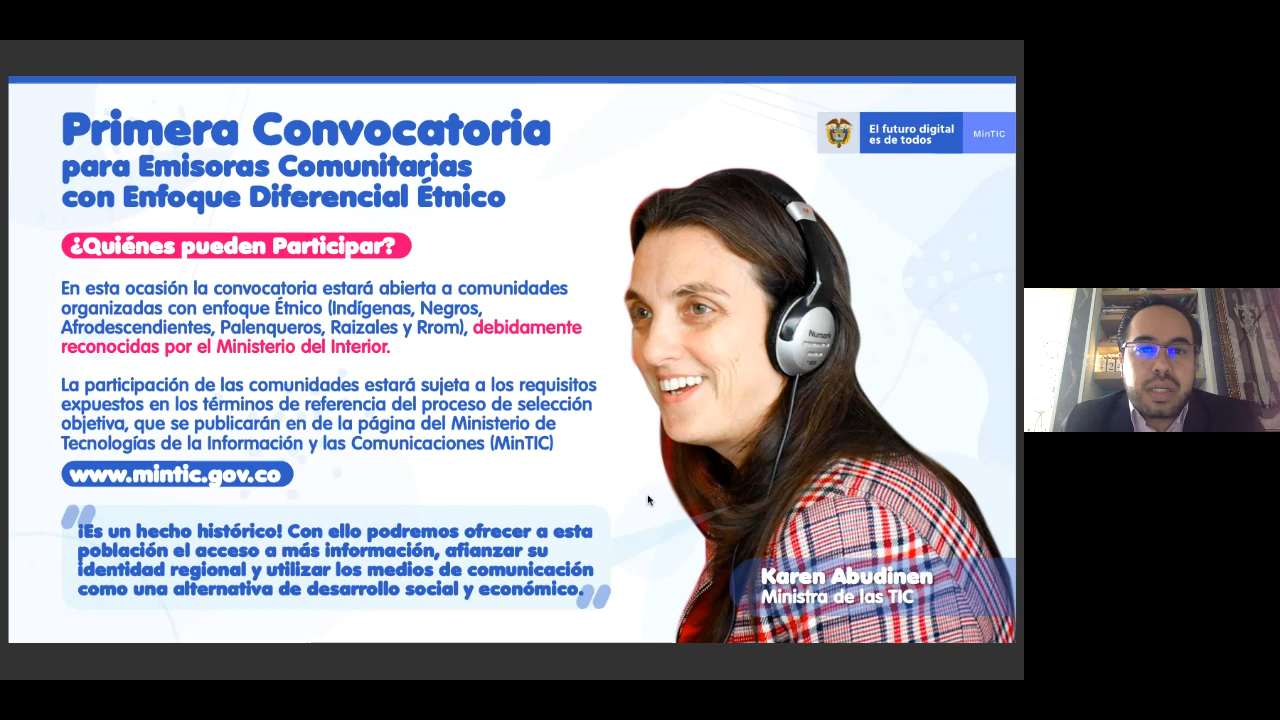 Primera Convocatoria
para Emisoras Comunitarias
con Enfoque Diferencial Étnico
El futuro digital
es de todos
MinTIC
¿Quiénes pueden Participar?
En esta ocasión la convocatoria estará abierta a comunidades
organizadas con enfoque Étnico (Indígenas, Negros,
Afrodescendientes, Palenqueros, Raizales y Rrom), debidamente
reconocidas por el Ministerio del Interior.
La participación de las comunidades estará sujeta a los requisitos
expuestos en los términos de referencia del proceso de selección
objetiva, que se publicarán en de la página del Ministerio de
Tecnologías de la Información y las Comunicaciones (MinTIC)
www.mintic.gov.co
¡Es un hecho histórico! Con ello podremos ofrecer a esta
población el acceso a más información, afianzar su
identidad regional y utilizar los medios de comunicación
como una alternativa de desarrollo social y económico.
Numark
Karen Abudinen
Ministra de las TIC